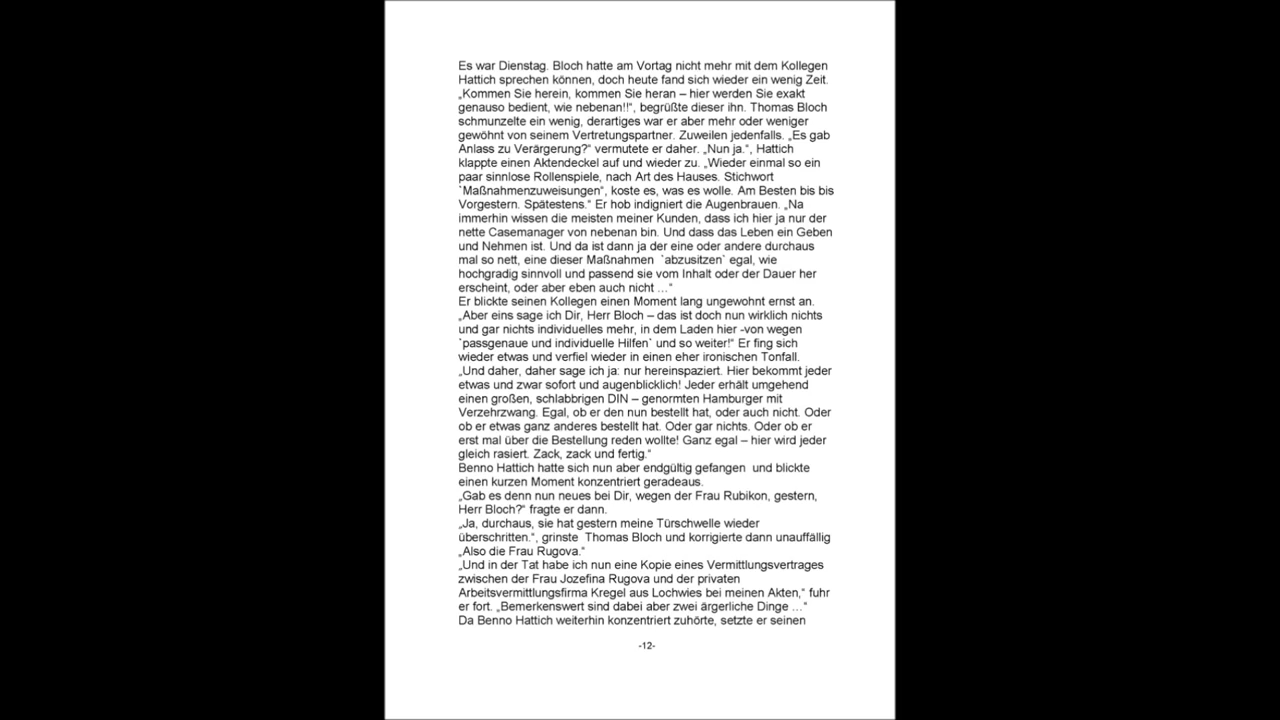 Es war Dienstag. Bloch hatte am Vortag nicht mehr mit dem Kollegen
Hattich sprechen können, doch heute fand sich wieder ein wenig Zeit.
„Kommen Sie herein, kommen Sie heran – hier werden Sie exakt
genauso bedient, wie nebenan!!“, begrüßte dieser ihn. Thomas Bloch
schmunzelte ein wenig, derartiges war er aber mehr oder weniger
gewöhnt von seinem Vertretungspartner. Zuweilen jedenfalls. „Es gab
Anlass zu Verärgerung?“ vermutete er daher. „Nun ja.“, Hattich
klappte einen Aktendeckel auf und wieder zu. „Wieder einmal so ein
paar sinnlose Rollenspiele, nach Art des Hauses. Stichwort
`Maßnahmenzuweisungen“, koste es, was es wolle. Am Besten bis bis
Vorgestern. Spätestens.“ Er hob indigniert die Augenbrauen. „Na
immerhin wissen die meisten meiner Kunden, dass ich hier ja nur der
nette Casemanager von nebenan bin. Und dass das Leben ein Geben
und Nehmen ist. Und da ist dann ja der eine oder andere durchaus
mal so nett, eine dieser Maßnahmen  `abzusitzen` egal, wie
hochgradig sinnvoll und passend sie vom Inhalt oder der Dauer her
erscheint, oder aber eben auch nicht …“
Er blickte seinen Kollegen einen Moment lang ungewohnt ernst an.
„Aber eins sage ich Dir, Herr Bloch – das ist doch nun wirklich nichts
und gar nichts individuelles mehr, in dem Laden hier -von wegen
`passgenaue und individuelle Hilfen` und so weiter!“ Er fing sich
wieder etwas und verfiel wieder in einen eher ironischen Tonfall.
„Und daher, daher sage ich ja: nur hereinspaziert. Hier bekommt jeder
etwas und zwar sofort und augenblicklich! Jeder erhält umgehend
einen großen, schlabbrigen DIN – genormten Hamburger mit
Verzehrzwang. Egal, ob er den nun bestellt hat, oder auch nicht. Oder
ob er etwas ganz anderes bestellt hat. Oder gar nichts. Oder ob er
erst mal über die Bestellung reden wollte! Ganz egal – hier wird jeder
gleich rasiert. Zack, zack und fertig.“
Benno Hattich hatte sich nun aber endgültig gefangen  und blickte
einen kurzen Moment konzentriert geradeaus.
„Gab es denn nun neues bei Dir, wegen der Frau Rubikon, gestern,
Herr Bloch?“ fragte er dann.
„Ja, durchaus, sie hat gestern meine Türschwelle wieder
überschritten.“, grinste  Thomas Bloch und korrigierte dann unauffällig
„Also die Frau Rugova.“
„Und in der Tat habe ich nun eine Kopie eines Vermittlungsvertrages
zwischen der Frau Jozefina Rugova und der privaten
Arbeitsvermittlungsfirma Kregel aus Lochwies bei meinen Akten,“ fuhr
er fort. „Bemerkenswert sind dabei aber zwei ärgerliche Dinge …“
Da Benno Hattich weiterhin konzentriert zuhörte, setzte er seinen
-12-